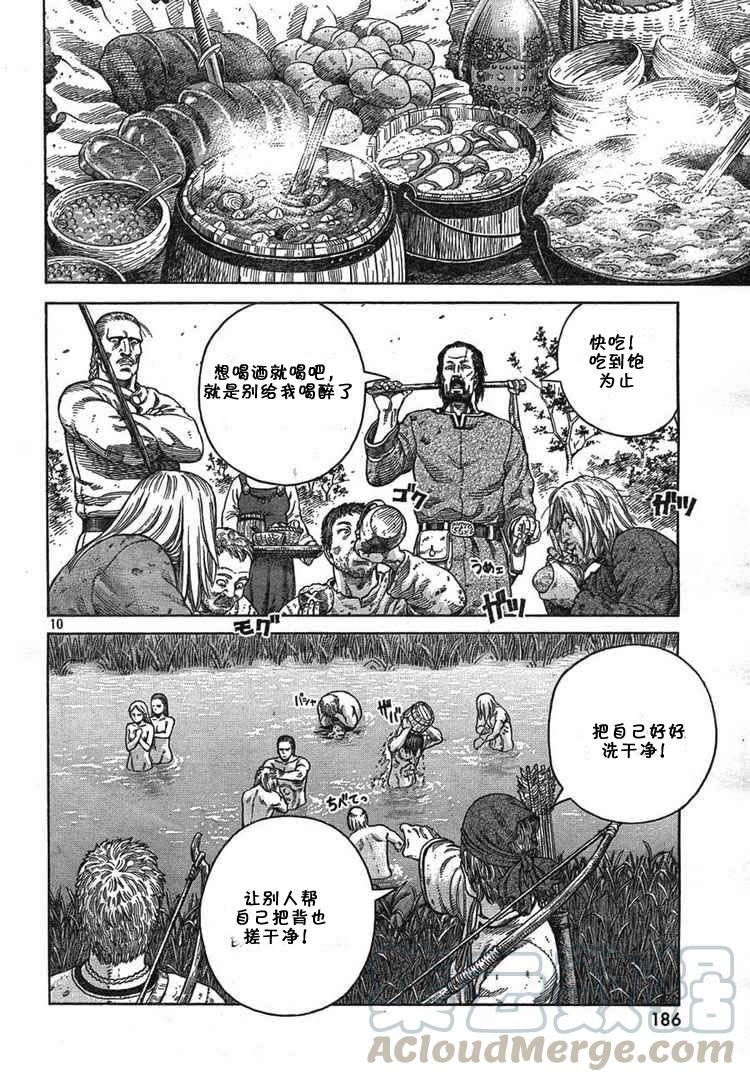 快吃!
吃到饱
为止
想喝酒就喝吧,
就是别给我喝醉了
ゴク
ガツ
うめェ
ガツ
モグ
10
把自己好好
洗干净!
パシャ
ザバ
ちべてっ
让别人帮
自己把背也
搓干净!
186
AcloudMerge.com